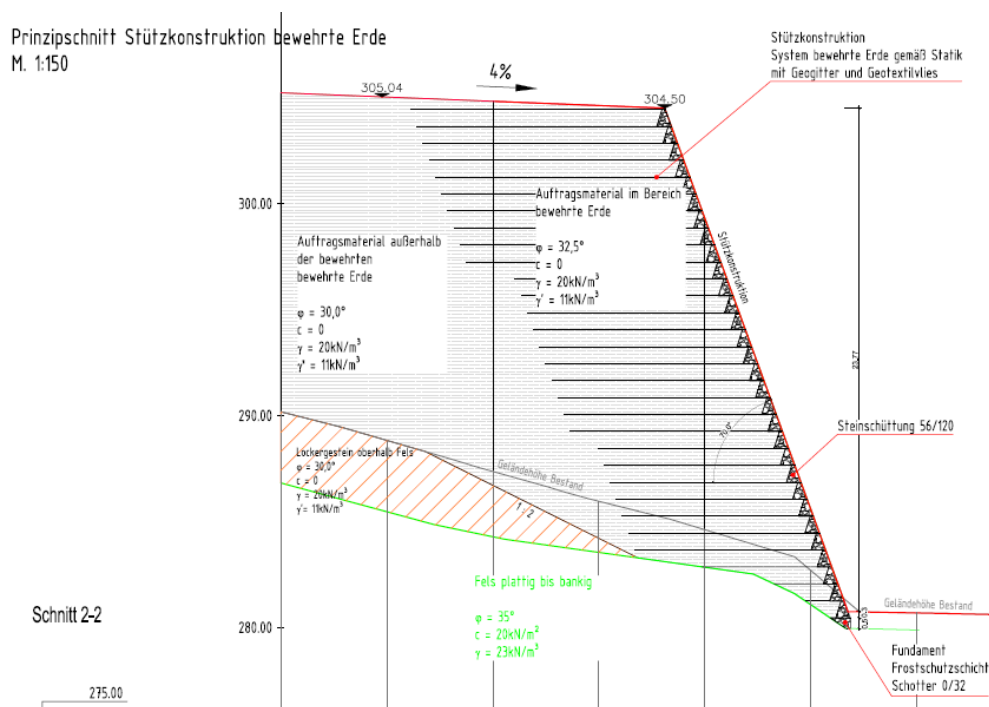 Prinzipschnitt Stützkonstruktion bewehrte Erde
M. 1:150
Stützkonstruktion
System bewehrte Erde gemäß Statik
mit Geogitter und Geotextilvlies
4%
305.04
304.50
300.00
Auftragsmaterial im Bereich
bewehrte Erde
φ = 32,5°
c = 0
γ = 20kN/m³
γ' = 11kN/m³
Auftragsmaterial außerhalb
der bewehrten
bewehrte Erde
φ = 30,0°
c = 0
γ = 20kN/m³
γ' = 11kN/m³
Stützkonstruktion
23,77
290.00
70,0°
Steinschüttung 56/120
Lockergestein oberhalb Fels
φ = 30,0°
c = 0
γ = 20kN/m³
γ' = 11kN/m³
Geländehöhe Bestand
1 : 2
Fels plattig bis bankig
φ = 35°
c = 20kN/m²
γ = 23kN/m³
Schnitt 2-2
280.00
Geländehöhe Bestand
Fundament
Frostschutzschicht
Schotter 0/32
275.00